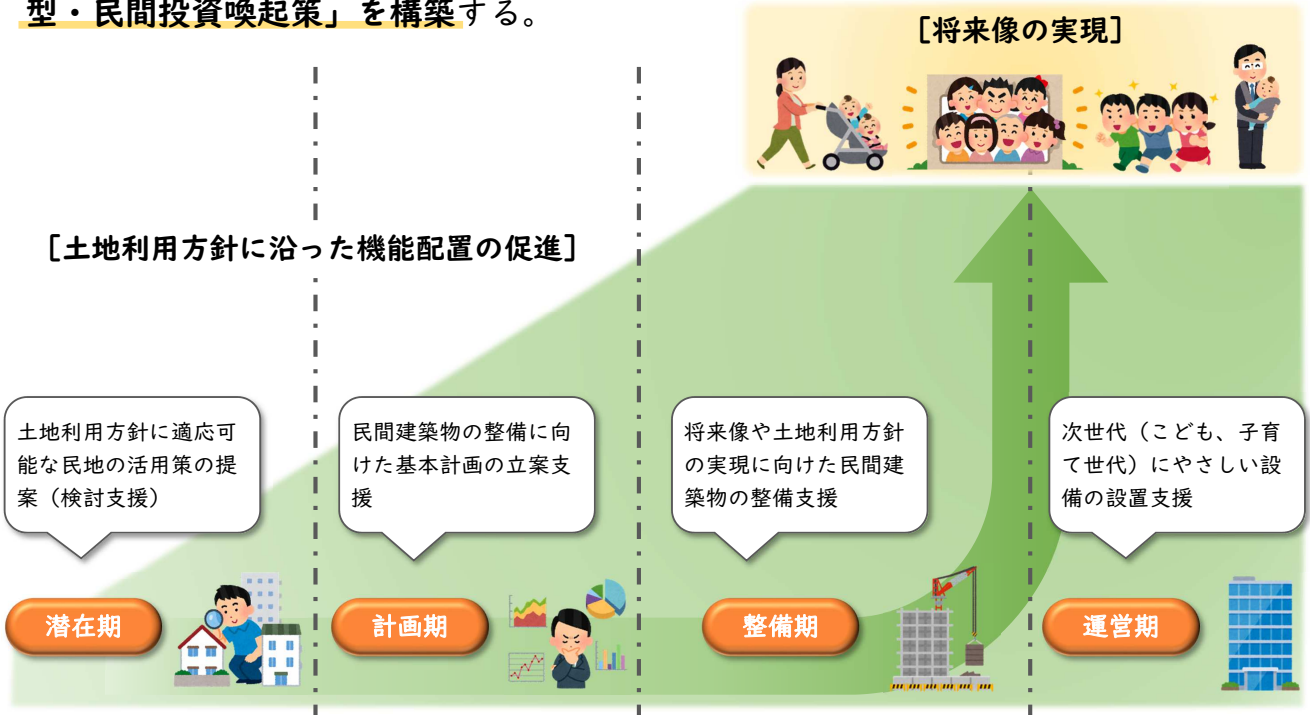 型・民間投資喚起策」を構築する。
[将来像の実現]
[土地利用方針に沿った機能配置の促進]
土地利用方針に適応可
能な民地の活用策の提
案（検討支援）
民間建築物の整備に向
けた基本計画の立案支
援
将来像や土地利用方針
の実現に向けた民間建
築物の整備支援
次世代（こども、子育
て世代）にやさしい設
備の設置支援
潜在期
計画期
整備期
運営期